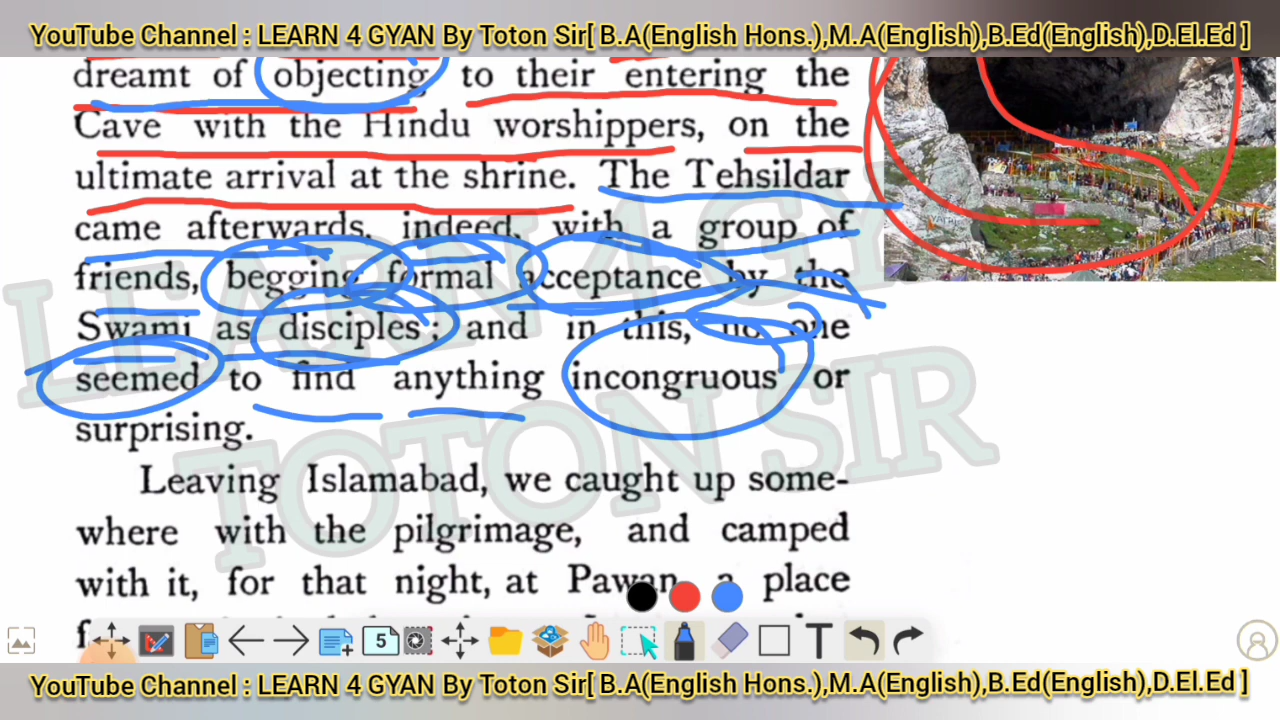 YouTube Channel : LEARN 4 GYAN By Toton Sir[ B.A(English Hons.),M.A(English),B.Ed(English),D.El.Ed ]
dreamt of objecting to their entering the
Cave with the Hindu worshippers, on the
ultimate arrival at the shrine. The Tehsildar
came afterwards, indeed, with a group of
friends, begging formal acceptance by the
Swami as disciples; and in this, no one
seemed to find anything incongruous or
surprising.
Leaving Islamabad, we caught up some-
where with the pilgrimage, and camped
with it, for that night, at Pawan, a place
LEARN 4 GYAN
TOTON SIR
5
T
YouTube Channel : LEARN 4 GYAN By Toton Sir[ B.A(English Hons.),M.A(English),B.Ed(English),D.El.Ed ]